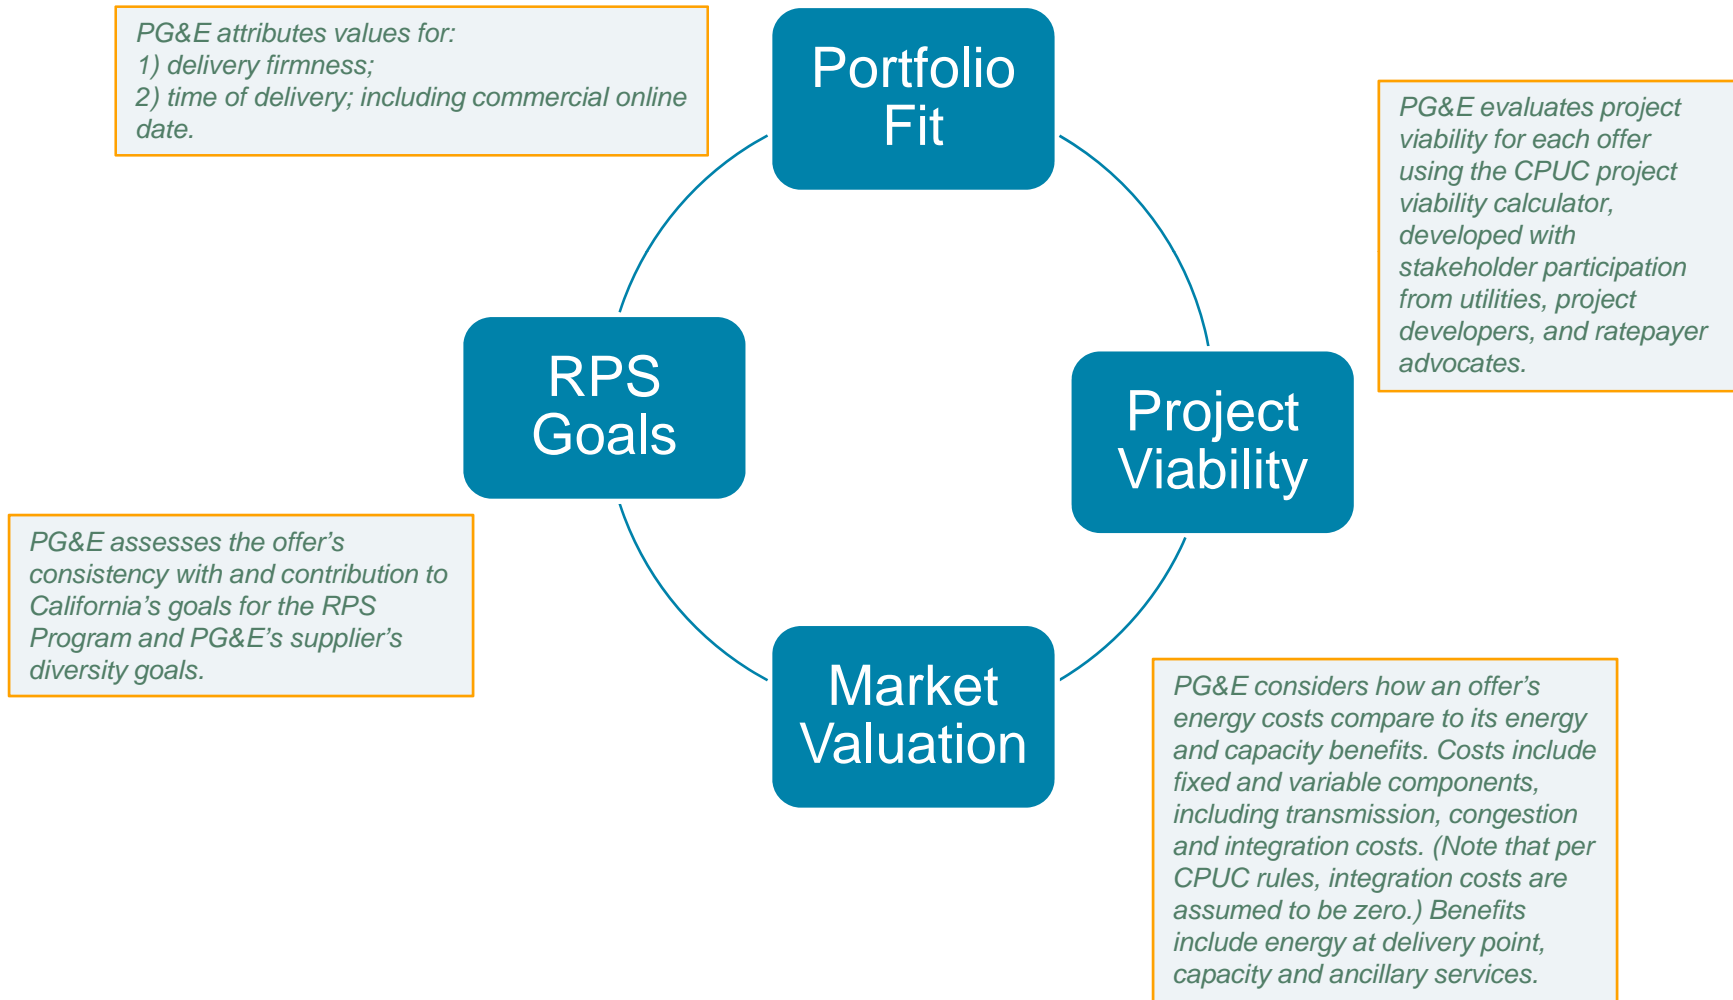 PG&E attributes values for:
1) delivery firmness;
2) time of delivery; including commercial online
date.
Portfolio
Fit
PG&E evaluates project
viability for each offer
using the CPUC project
viability calculator,
developed with
stakeholder participation
from utilities, project
developers, and ratepayer
advocates.
RPS
Goals
Project
Viability
PG&E assesses the offer’s
consistency with and contribution to
California’s goals for the RPS
Program and PG&E’s supplier’s
diversity goals.
Market
Valuation
PG&E considers how an offer’s
energy costs compare to its energy
and capacity benefits. Costs include
fixed and variable components,
including transmission, congestion
and integration costs. (Note that per
CPUC rules, integration costs are
assumed to be zero.) Benefits
include energy at delivery point,
capacity and ancillary services.